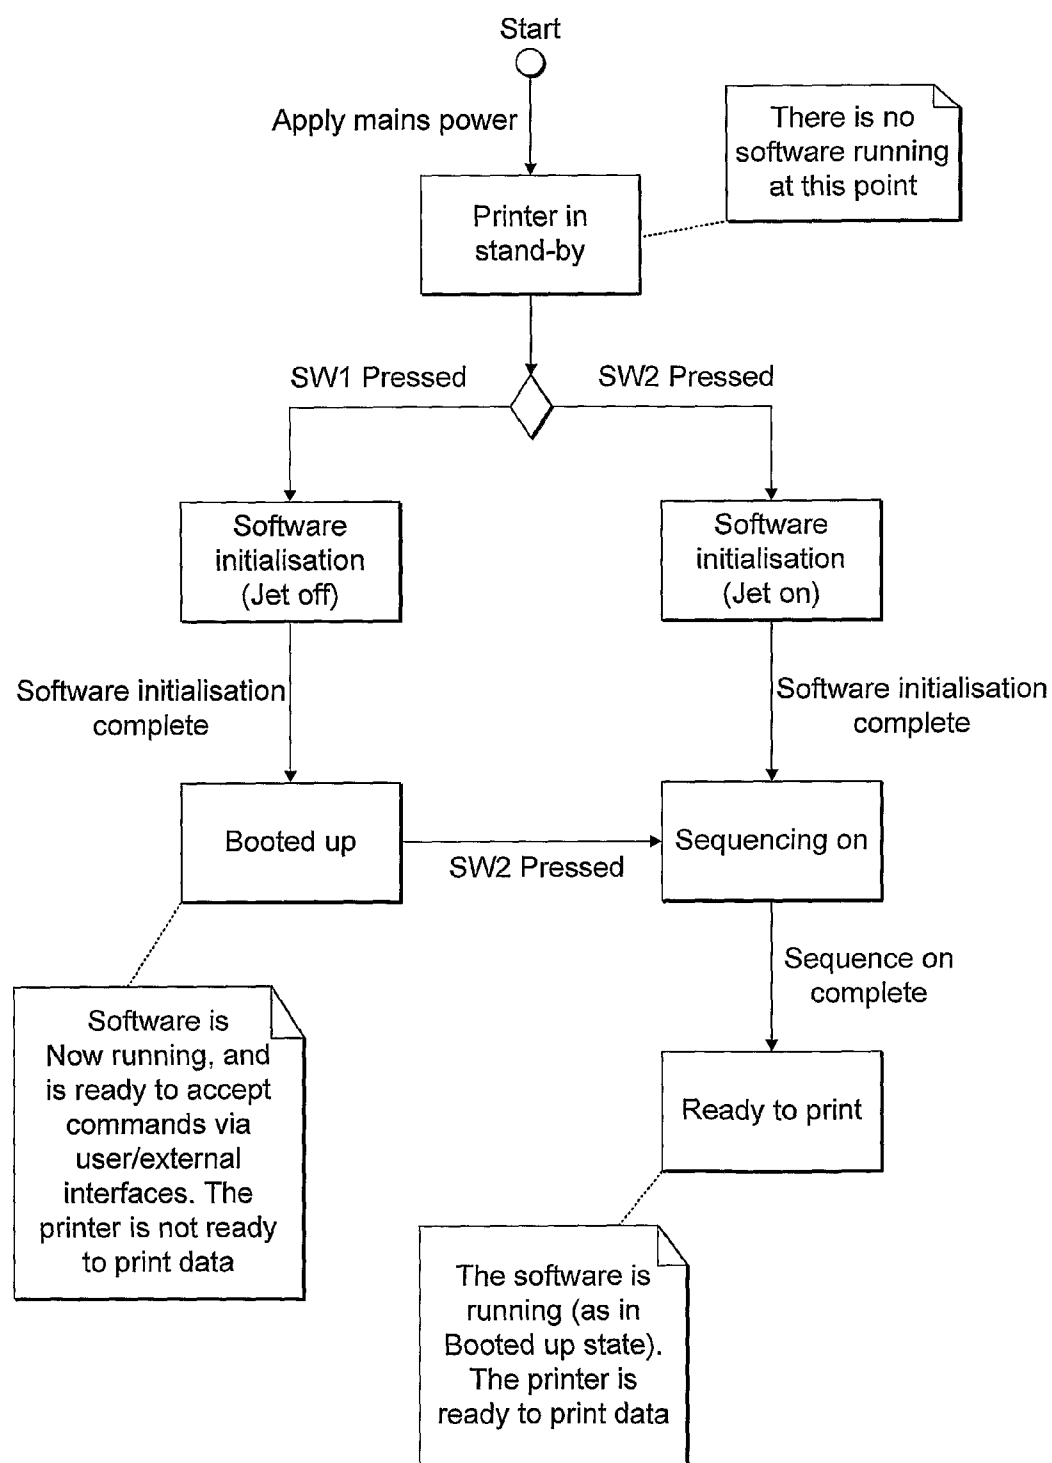 Start
Apply mains power
There is no
software running
at this point
Printer in
stand-by
SW1 Pressed
SW2 Pressed
Software
initialisation
(Jet off)
Software
initialisation
(Jet on)
Software initialisation
complete
Software initialisation
complete
Booted up
SW2 Pressed
Sequencing on
Sequence on
complete
Software is
Now running, and
is ready to accept
commands via
user/external
interfaces. The
printer is not ready
to print data
Ready to print
The software is
running (as in
Booted up state).
The printer is
ready to print data